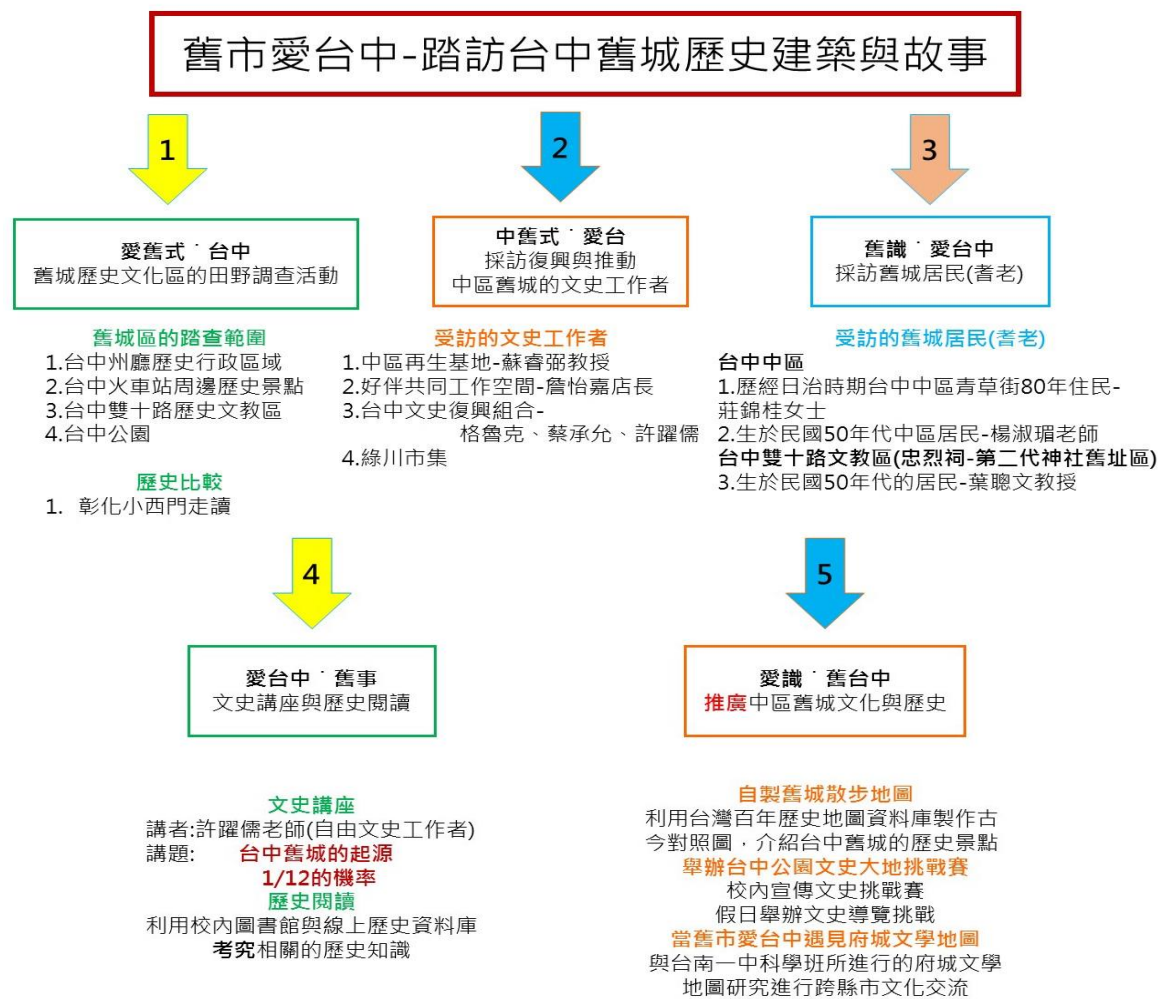 舊市愛台中-踏訪台中舊城歷史建築與故事
1
愛舊式˙台中
舊城歷史文化區的田野調查活動
舊城區的踏查範圍
1.台中州廳歷史行政區域
2.台中火車站周邊歷史景點
3.台中雙十路歷史文教區
4.台中公園
歷史比較
1. 彰化小西門走讀
2
中舊式˙愛台
採訪復興與推動
中區舊城的文史工作者
受訪的文史工作者
1.中區再生基地-蘇睿弼教授
2.好伴共同工作空間-詹怡嘉店長
3.台中文史復興組合-
格魯克、蔡承允、許躍儒
4.綠川市集
3
舊識˙愛台中
採訪舊城居民(耆老)
受訪的舊城居民(耆老)
台中中區
1.歷經日治時期台中中區青草街80年住民-
莊錦桂女士
2.生於民國50年代中區居民-楊淑瑂老師
台中雙十路文教區(忠烈祠-第二代神社舊址區)
3.生於民國50年代的居民-葉聰文教授
4
愛台中˙舊事
文史講座與歷史閱讀
文史講座
講者:許躍儒老師(自由文史工作者)
講題: 台中舊城的起源
1/12的機率
歷史閱讀
利用校內圖書館與線上歷史資料庫
考究相關的歷史知識
5
愛識˙舊台中
推廣中區舊城文化與歷史
自製舊城散步地圖
利用台灣百年歷史地圖資料庫製作古
今對照圖，介紹台中舊城的歷史景點
舉辦台中公園文史大地挑戰賽
校內宣傳文史挑戰賽
假日舉辦文史導覽挑戰
當舊市愛台中遇見府城文學地圖
與台南一中科學班所進行的府城文學
地圖研究進行跨縣市文化交流